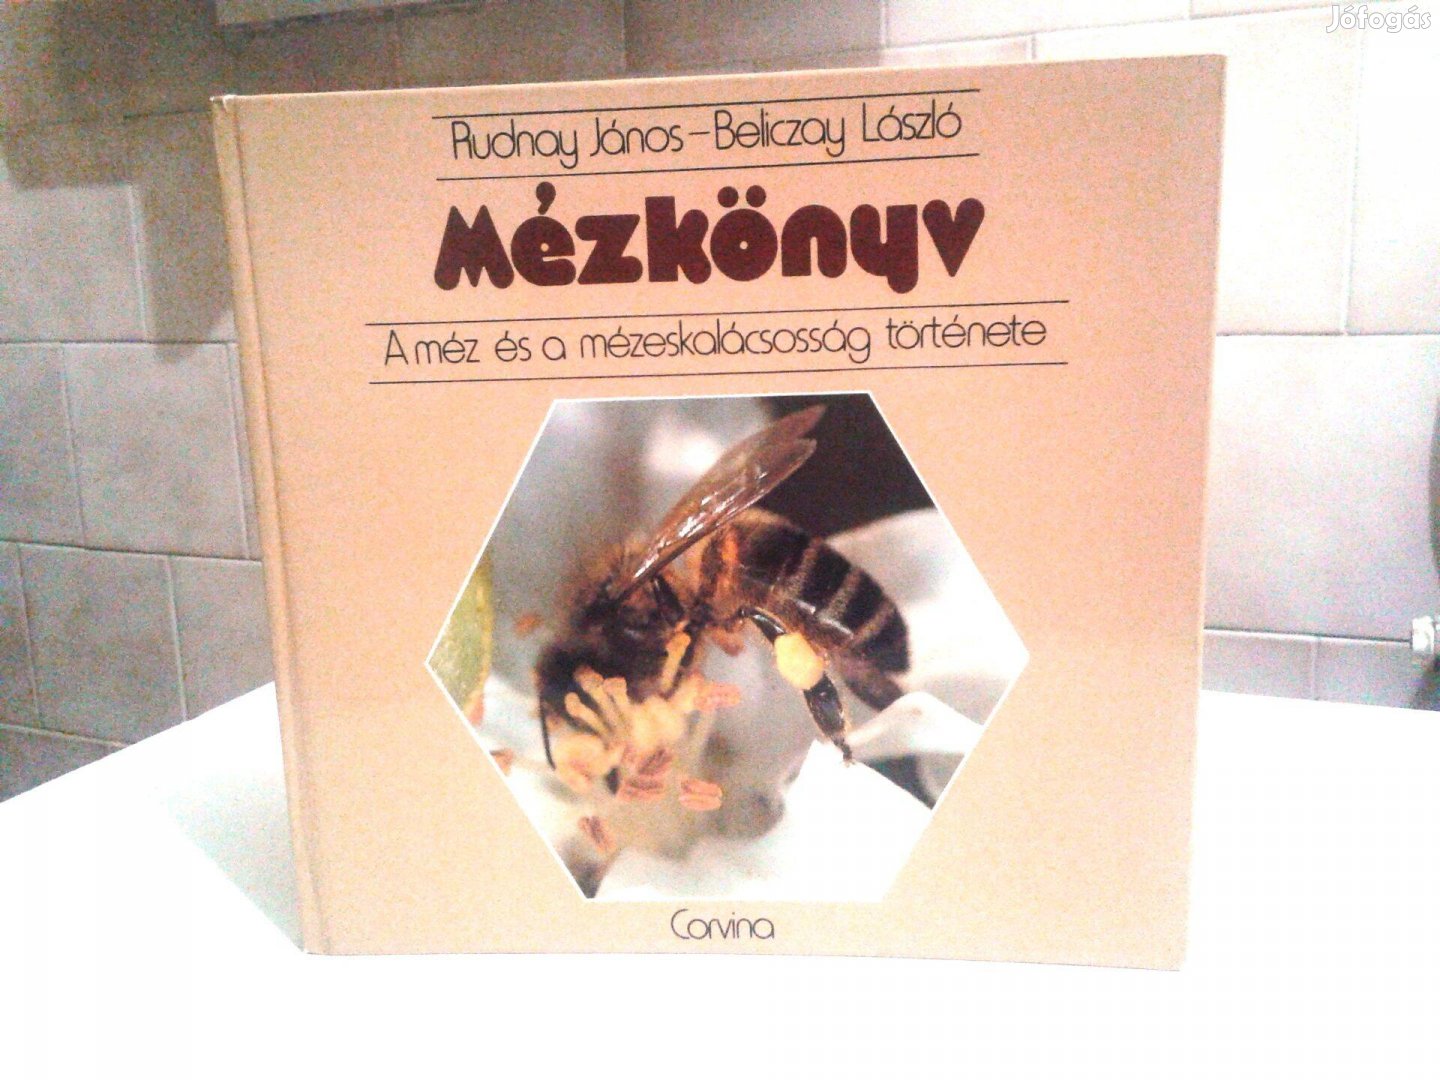 Jófogás
Rudnay János – Beliczay László
Mézkönyv
A méz és a mézeskalácsosság története
Corvina